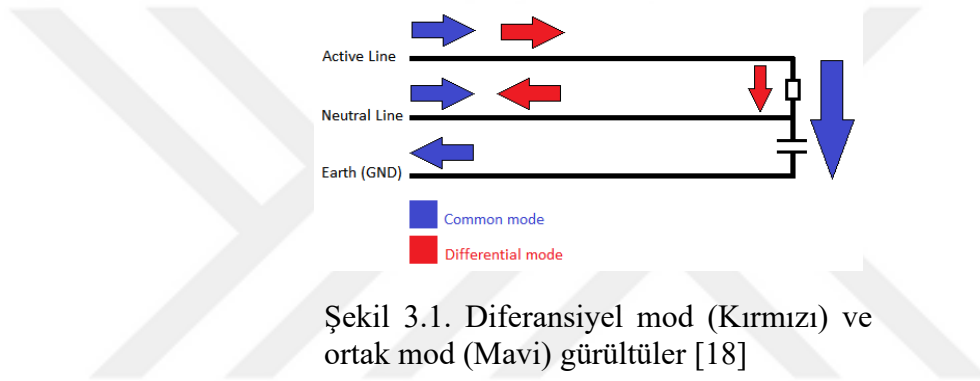 Active Line
Neutral Line
Earth (GND)
Common mode
Differential mode
Şekil 3.1. Diferansiyel mod (Kırmızı) ve
ortak mod (Mavi) gürültüler [18]